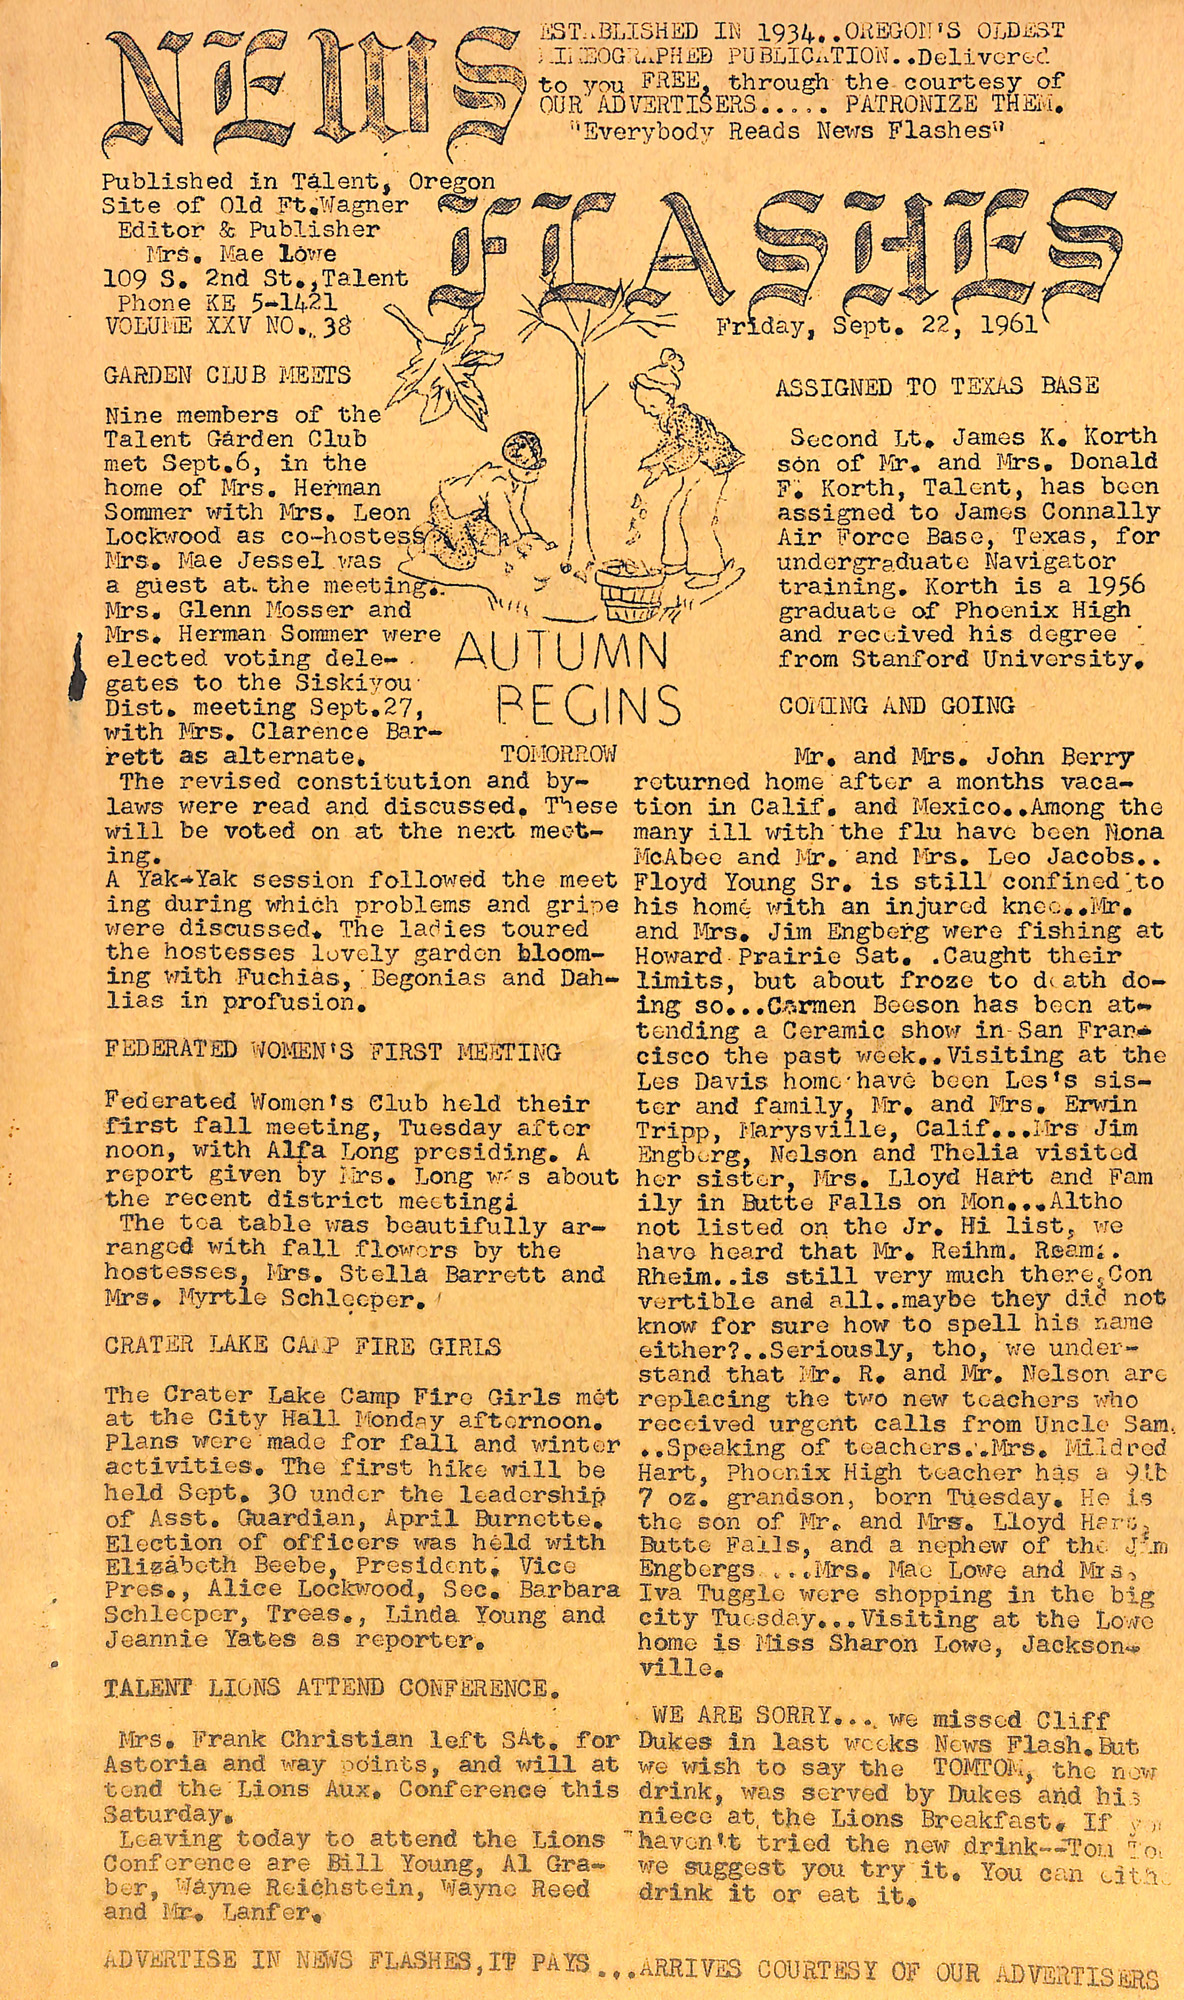 NEWS
EST.BLISHED IN 1934..OREGON'S OLDEST
MIMEOGRAPHED PUBLICATION..Delivered
to you FREE, through the courtesy of
OUR ADVERTISERS..... PATRONIZE THEM.
"Everybody Reads News Flashes"
Published in Talent, Oregon
Site of Old Ft.Wagner
Editor & Publisher
Mrs. Mae Lowe
109 S. 2nd St.,Talent
Phone KE 5-1421
VOLUME XXV NO. 38
FLASHES
Friday, Sept. 22, 1961
GARDEN CLUB MEETS
Nine members of the
Talent Garden Club
met Sept.6, in the
home of Mrs. Herman
Sommer with Mrs. Leon
Lockwood as co-hostess
Mrs. Mae Jessel was
a guest at the meeting.
Mrs. Glenn Mosser and
Mrs. Herman Sommer were
elected voting dele-
gates to the Siskiyou
Dist. meeting Sept.27,
with Mrs. Clarence Bar-
rett as alternate.
The revised constitution and by-
laws were read and discussed. These
will be voted on at the next meet-
ing.
A Yak-Yak session followed the meet
ing during which problems and gripe
were discussed. The ladies toured
the hostesses lovely garden bloom-
ing with Fuchias, Begonias and Dah-
lias in profusion.
AUTUMN
BEGINS
TOMORROW
FEDERATED WOMEN'S FIRST MEETING
Federated Women's Club held their
first fall meeting, Tuesday after
noon, with Alfa Long presiding. A
report given by Mrs. Long was about
the recent district meeting;
The tea table was beautifully ar-
ranged with fall flowers by the
hostesses, Mrs. Stella Barrett and
Mrs. Myrtle Schleeper.
CRATER LAKE CAMP FIRE GIRLS
The Crater Lake Camp Fire Girls met
at the City Hall Monday afternoon.
Plans were made for fall and winter
activities. The first hike will be
held Sept. 30 under the leadership
of Asst. Guardian, April Burnette.
Election of officers was held with
Elizabeth Beebe, President; Vice
Pres., Alice Lockwood, Sec. Barbara
Schleeper, Treas., Linda Young and
Jeannie Yates as reporter.
TALENT LIONS ATTEND CONFERENCE.
Mrs. Frank Christian left SAt. for
Astoria and way points, and will at
tend the Lions Aux. Conference this
Saturday.
Leaving today to attend the Lions
Conference are Bill Young, Al Gra-
ber, Wayne Reichstein, Wayne Reed
and Mr. Lanfer.
ASSIGNED TO TEXAS BASE
Second Lt. James K. Korth
son of Mr. and Mrs. Donald
F. Korth, Talent, has been
assigned to James Connally
Air Force Base, Texas, for
undergraduate Navigator
training. Korth is a 1956
graduate of Phoenix High
and received his degree
from Stanford University.
COMING AND GOING
Mr. and Mrs. John Berry
returned home after a months vaca-
tion in Calif. and Mexico..Among the
many ill with the flu have been Nona
McAbee and Mr. and Mrs. Leo Jacobs..
Floyd Young Sr. is still confined to
his home with an injured knee..Mr.
and Mrs. Jim Engberg were fishing at
Howard Prairie Sat. .Caught their
limits, but about froze to death do-
ing so...Carmen Beeson has been at-
tending a Ceramic show in San Fran-
cisco the past week..Visiting at the
Les Davis home have been Les's sis-
ter and family, Mr. and Mrs. Erwin
Tripp, Marysville, Calif...Mrs Jim
Engberg, Nelson and Thelia visited
her sister, Mrs. Lloyd Hart and Fam
ily in Butte Falls on Mon...Altho
not listed on the Jr. Hi list, we
have heard that Mr. Reihm. Ream..
Rheim..is still very much there,Con
vertible and all..maybe they did not
know for sure how to spell his name
either?..Seriously, tho, we under-
stand that Mr. R. and Mr. Nelson are
replacing the two new teachers who
received urgent calls from Uncle Sam.
..Speaking of teachers...Mrs. Mildred
Hart, Phoenix High teacher has a 9lb
7 oz. grandson, born Tuesday. He is
the son of Mr. and Mrs. Lloyd Hart,
Butte Falls, and a nephew of the Jim
Engbergs ....Mrs. Mae Lowe and Mrs.
Iva Tuggle were shopping in the big
city Tuesday...Visiting at the Lowe
home is Miss Sharon Lowe, Jackson-
ville.
WE ARE SORRY... we missed Cliff
Dukes in last weeks News Flash.But
we wish to say the TOMTOM, the new
drink, was served by Dukes and his
niece at the Lions Breakfast. If
haven't tried the new drink--Tom
we suggest you try it. You can
drink it or eat it.
ADVERTISE IN NEWS FLASHES,IT PAYS...ARRIVES COURTESY OF OUR ADVERTISERS